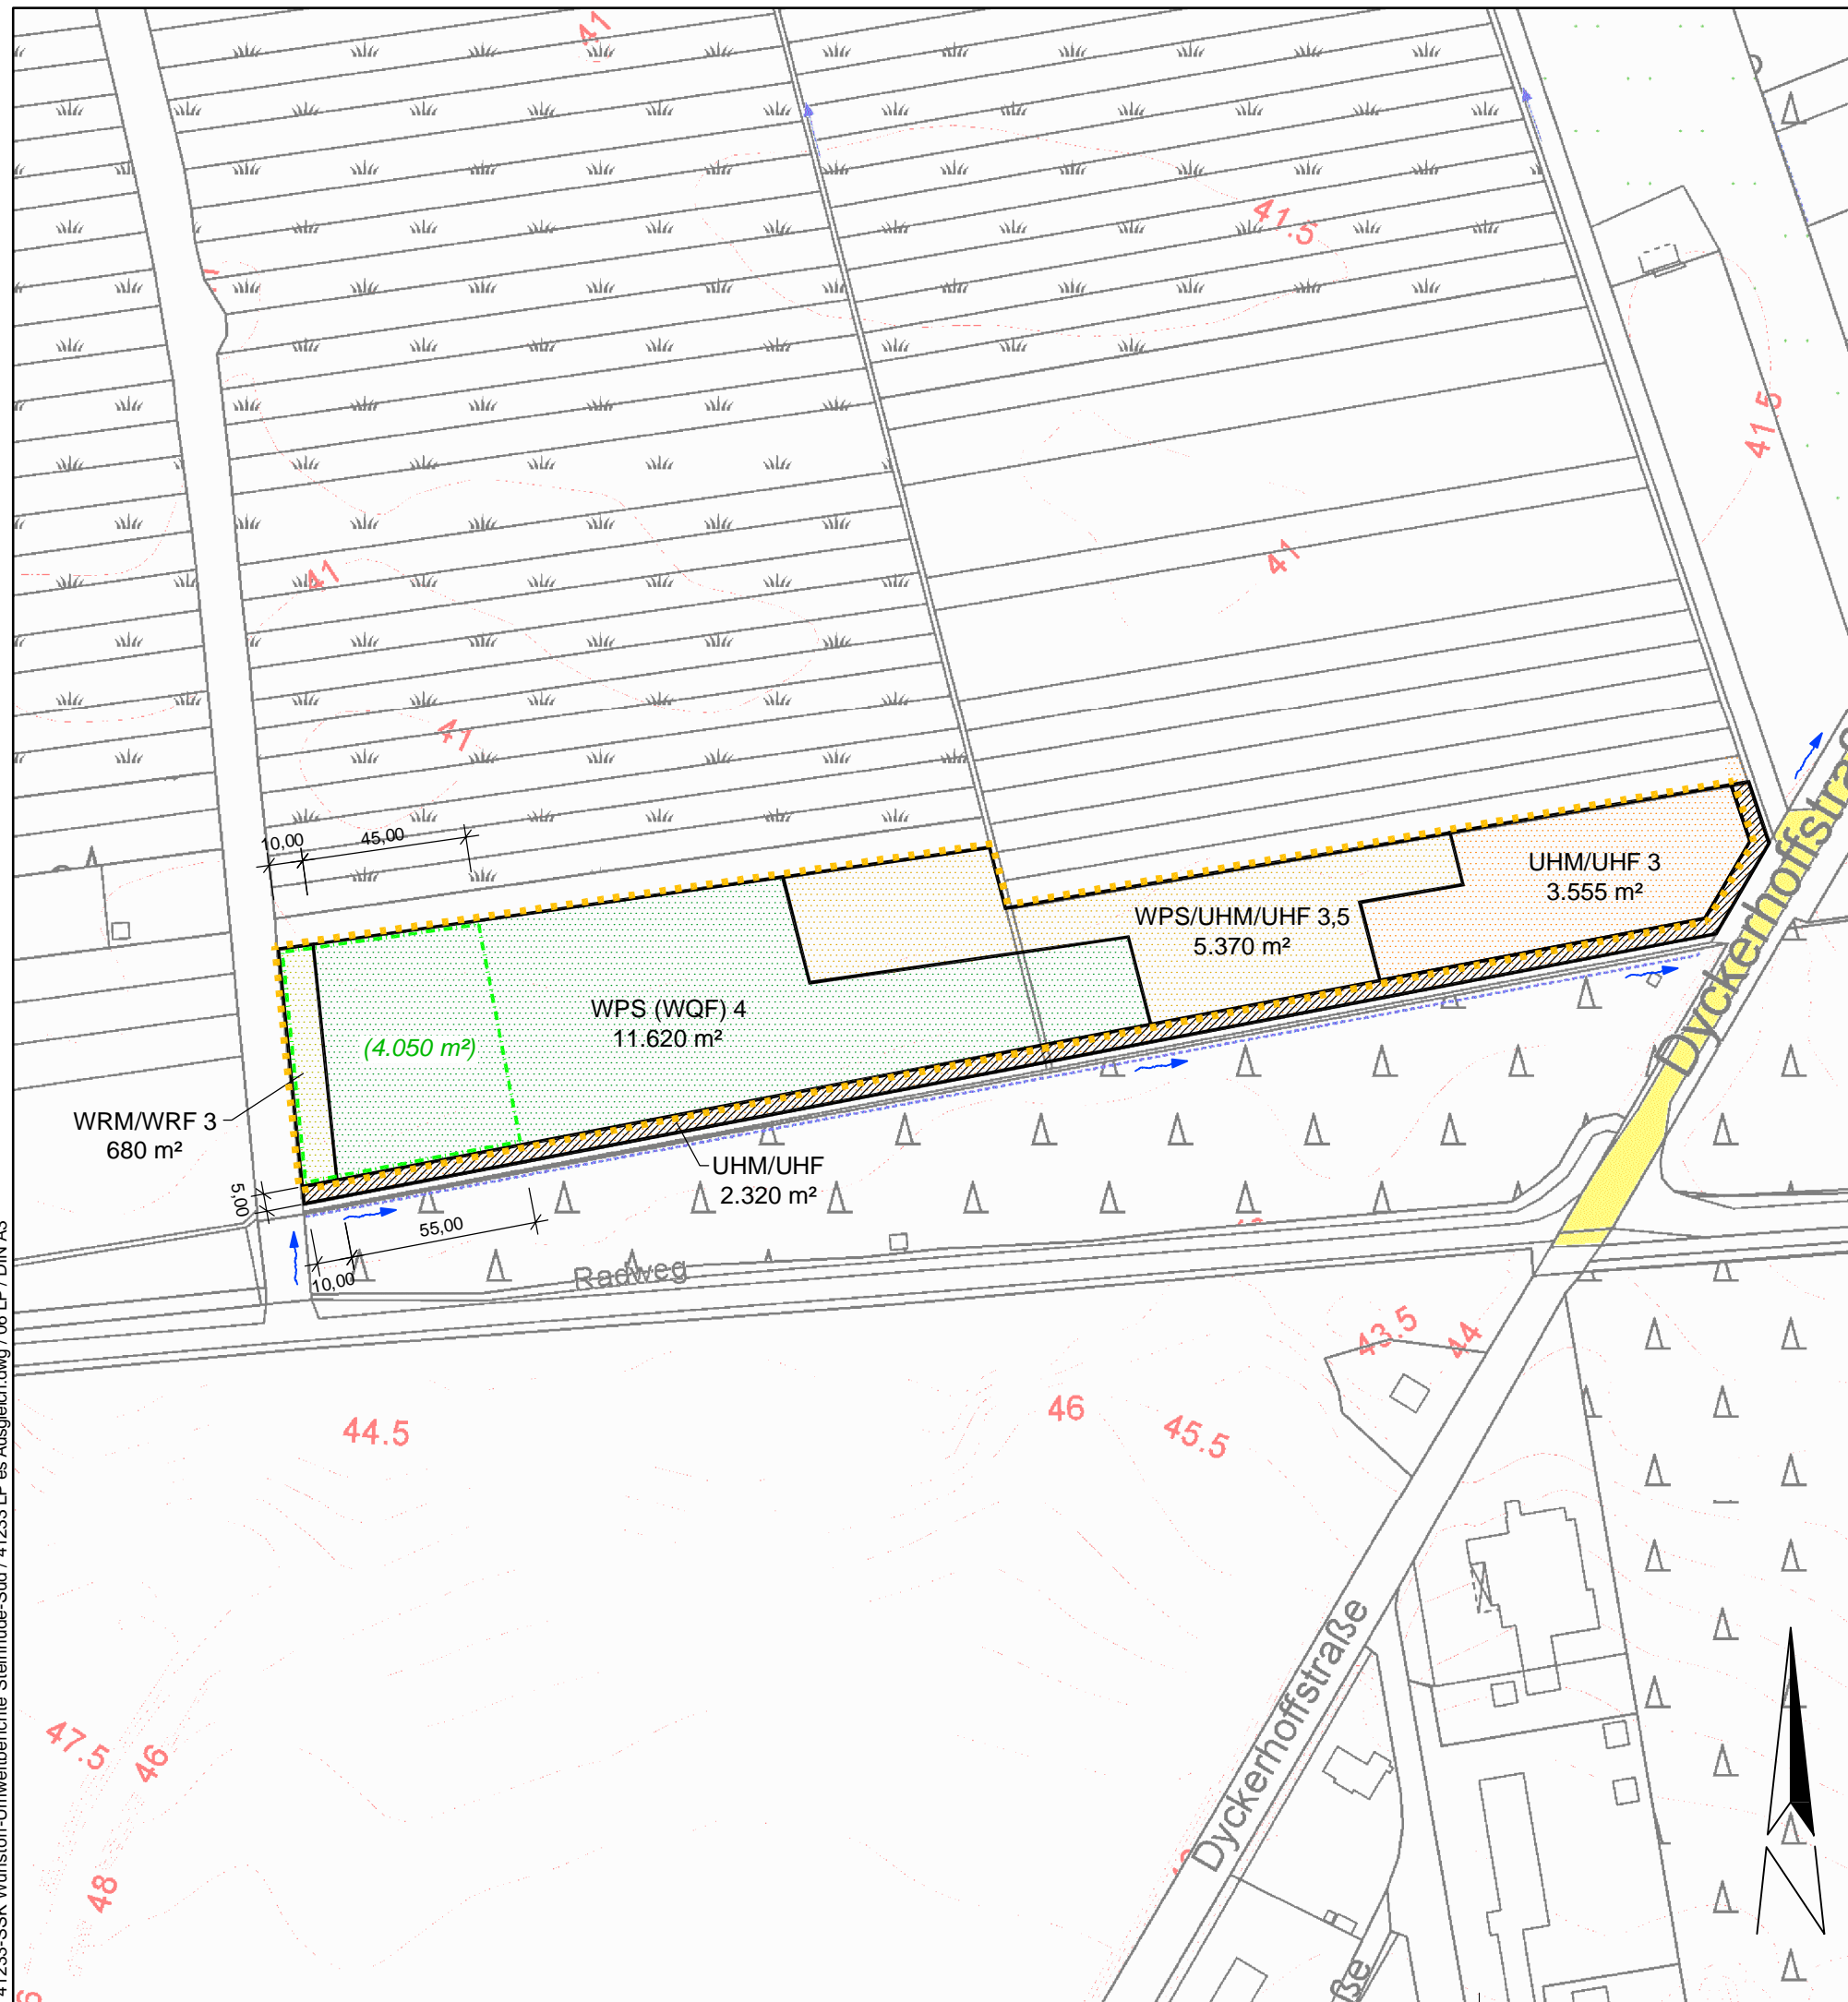 41
41.5
41.5
41
41
41
10,00
45,00
UHM/UHF 3
3.555 m²
WPS/UHM/UHF 3,5
5.370 m²
WPS (WQF) 4
11.620 m²
(4.050 m²)
WRM/WRF 3
680 m²
UHM/UHF
2.320 m²
5,00
55,00
10,00
Radweg
Dyckerhoffstraße
43.5
44
44.5
46
45.5
Dyckerhoffstraße
47.5
46
48